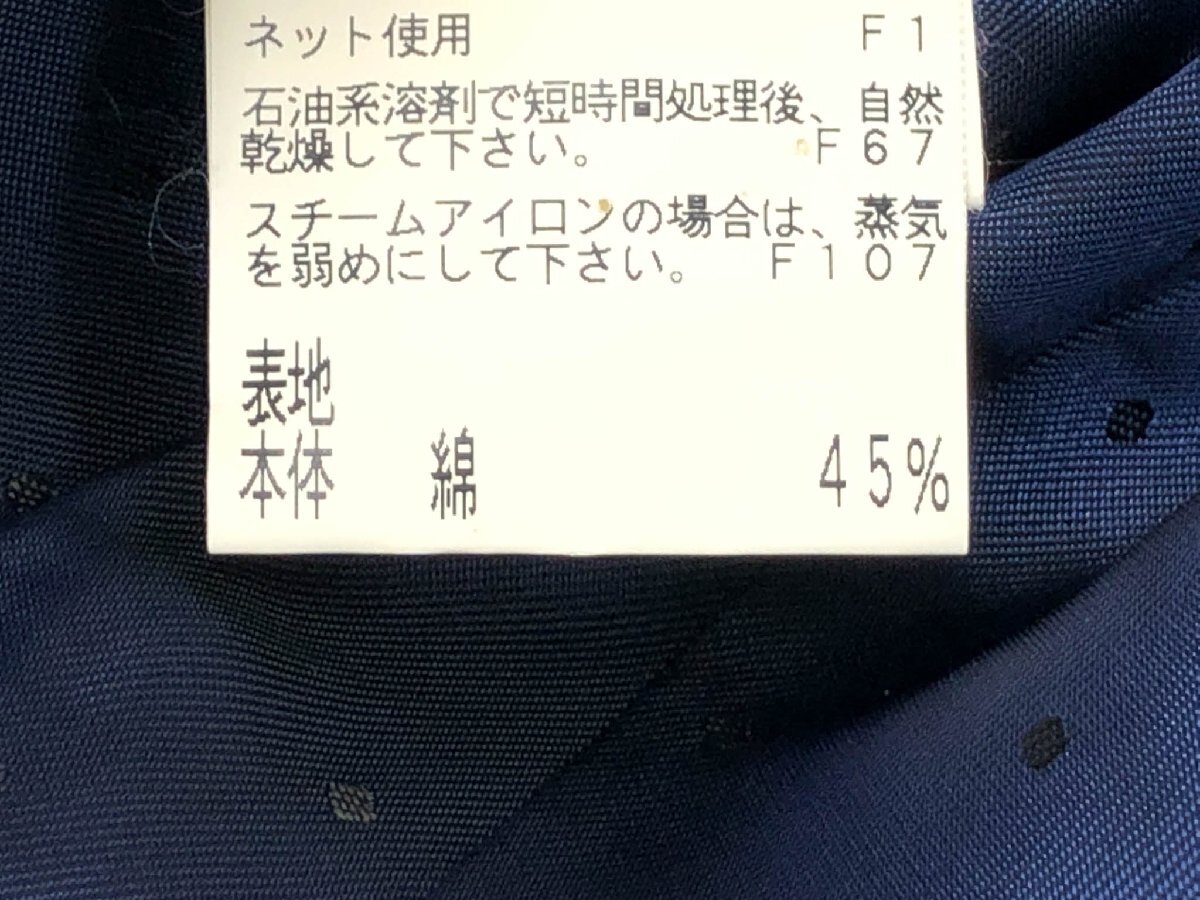 ネット使用 F1
石油系溶剤で短時間処理後、自然
乾燥して下さい。 F67
スチームアイロンの場合は、蒸気
を弱めにして下さい。 F107
表地
本体 綿 45%